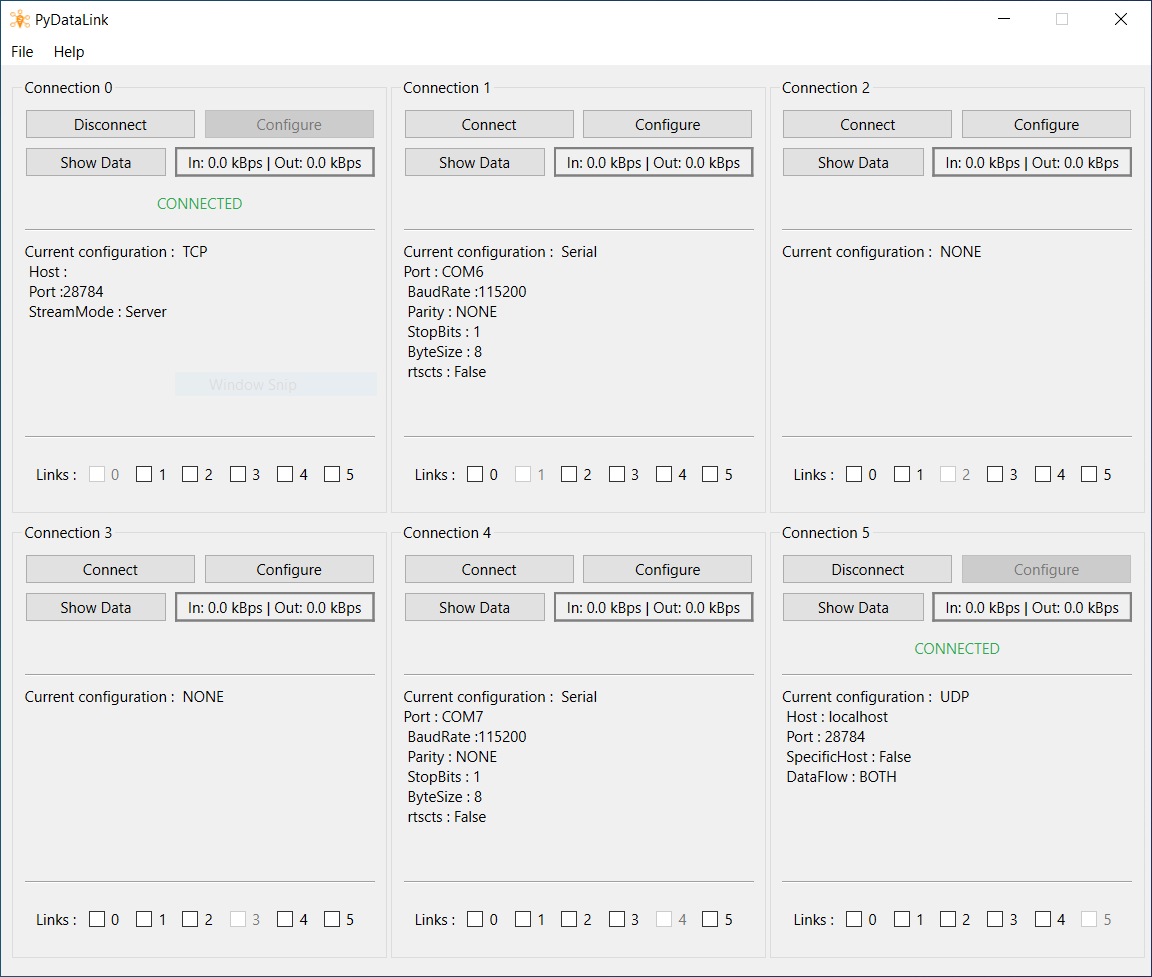 PyDataLink
File Help
Connection 0
Disconnect Configure
Show Data In: 0.0 kBps | Out: 0.0 kBps
CONNECTED
Current configuration : TCP
Host :
Port :28784
StreamMode : Server
Window Snip
Links : 0 1 2 3 4 5
Connection 1
Connect Configure
Show Data In: 0.0 kBps | Out: 0.0 kBps
Current configuration : Serial
Port : COM6
BaudRate :115200
Parity : NONE
StopBits : 1
ByteSize : 8
rtscts : False
Links : 0 1 2 3 4 5
Connection 2
Connect Configure
Show Data In: 0.0 kBps | Out: 0.0 kBps
Current configuration : NONE
Links : 0 1 2 3 4 5
Connection 3
Connect Configure
Show Data In: 0.0 kBps | Out: 0.0 kBps
Current configuration : NONE
Links : 0 1 2 3 4 5
Connection 4
Connect Configure
Show Data In: 0.0 kBps | Out: 0.0 kBps
Current configuration : Serial
Port : COM7
BaudRate :115200
Parity : NONE
StopBits : 1
ByteSize : 8
rtscts : False
Links : 0 1 2 3 4 5
Connection 5
Disconnect Configure
Show Data In: 0.0 kBps | Out: 0.0 kBps
CONNECTED
Current configuration : UDP
Host : localhost
Port : 28784
SpecificHost : False
DataFlow : BOTH
Links : 0 1 2 3 4 5